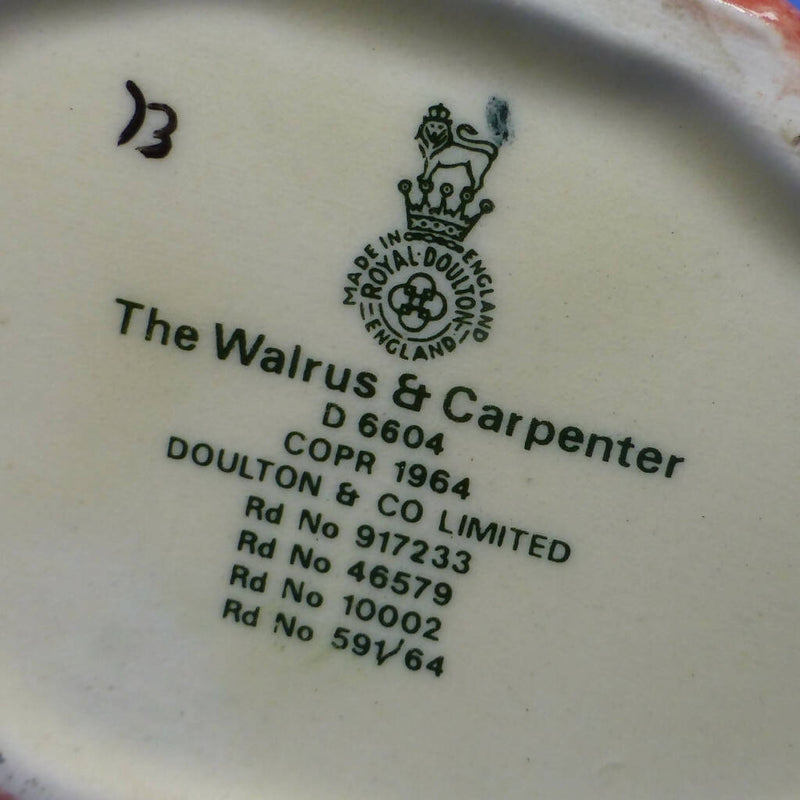 13
MADE IN ENGLAND
ROYAL·DOULTON
ENGLAND
The Walrus & Carpenter
D 6604
COPR 1964
DOULTON & CO LIMITED
Rd No 917233
Rd No 46579
Rd No 10002
Rd No 591/64